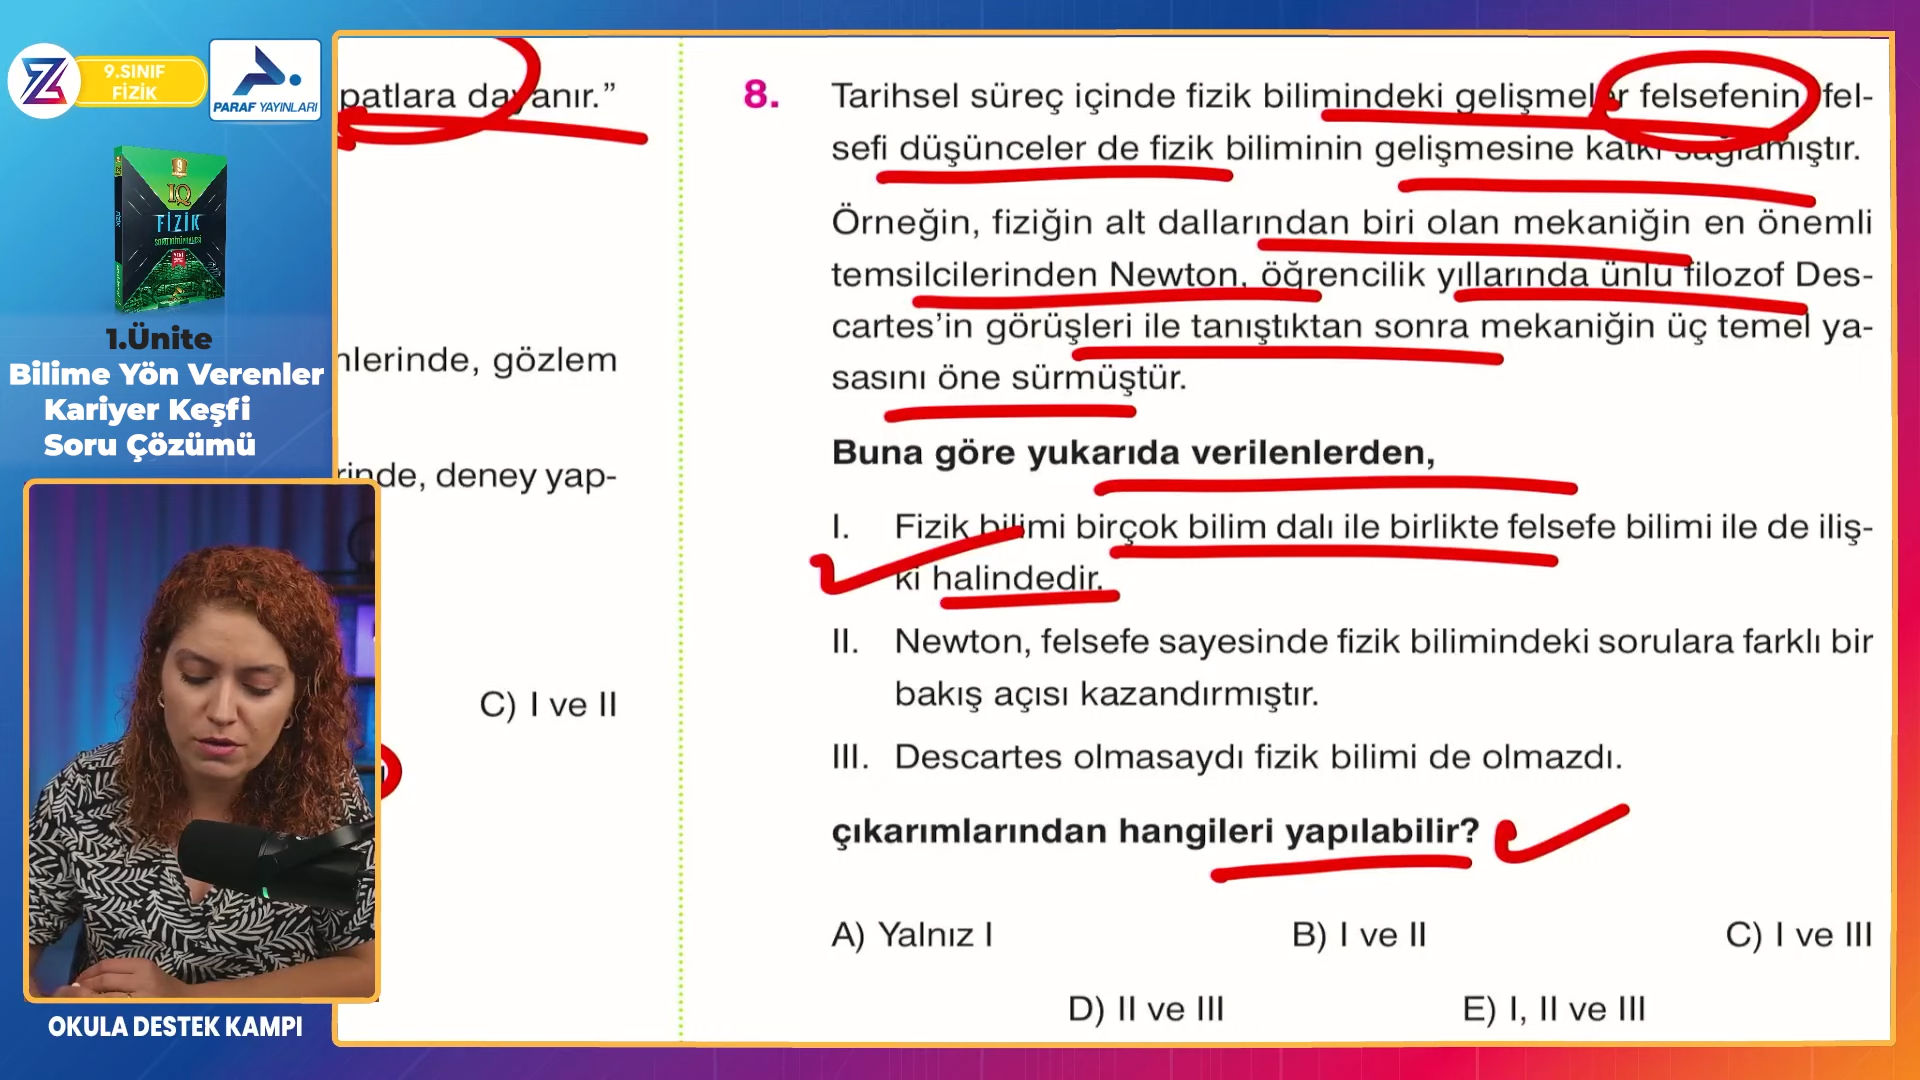 9.SINIF
FİZİK
PARAF YAYINLARI
9
IQ
FİZİK
1.Ünite
Bilime Yön Verenler
Kariyer Keşfi
Soru Çözümü
OKULA DESTEK KAMPI
patlara dayanır.”
nlerinde, gözlem
rinde, deney yap-
C) I ve II
8. Tarihsel süreç içinde fizik bilimindeki gelişmeler felsefenin, fel-
sefi düşünceler de fizik biliminin gelişmesine katkı sağlamıştır.
Örneğin, fiziğin alt dallarından biri olan mekaniğin en önemli
temsilcilerinden Newton, öğrencilik yıllarında ünlü filozof Des-
cartes’in görüşleri ile tanıştıktan sonra mekaniğin üç temel ya-
sasını öne sürmüştür.
Buna göre yukarıda verilenlerden,
I. Fizik bilimi birçok bilim dalı ile birlikte felsefe bilimi ile de iliş-
ki halindedir.
II. Newton, felsefe sayesinde fizik bilimindeki sorulara farklı bir
bakış açısı kazandırmıştır.
III. Descartes olmasaydı fizik bilimi de olmazdı.
çıkarımlarından hangileri yapılabilir?
A) Yalnız I B) I ve II C) I ve III
D) II ve III E) I, II ve III